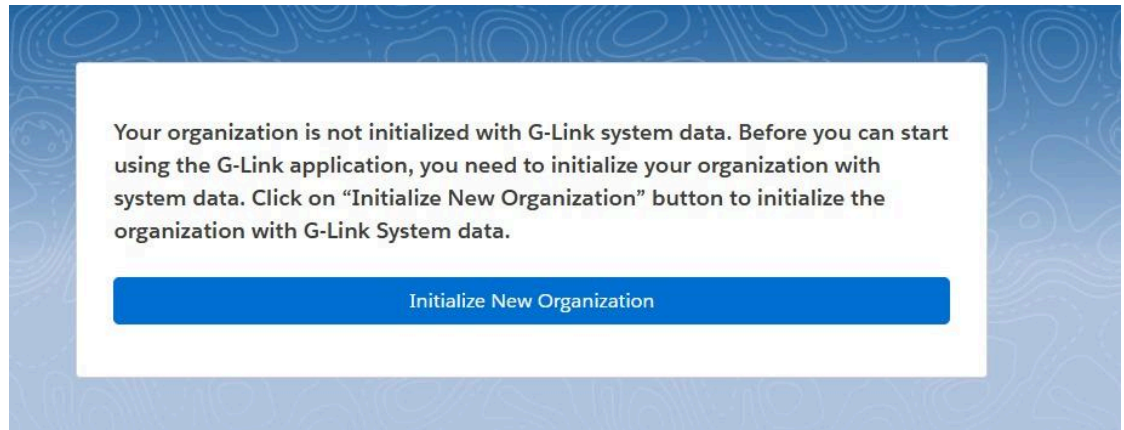 Your organization is not initialized with G-Link system data. Before you can start
using the G-Link application, you need to initialize your organization with
system data. Click on “Initialize New Organization” button to initialize the
organization with G-Link System data.
Initialize New Organization